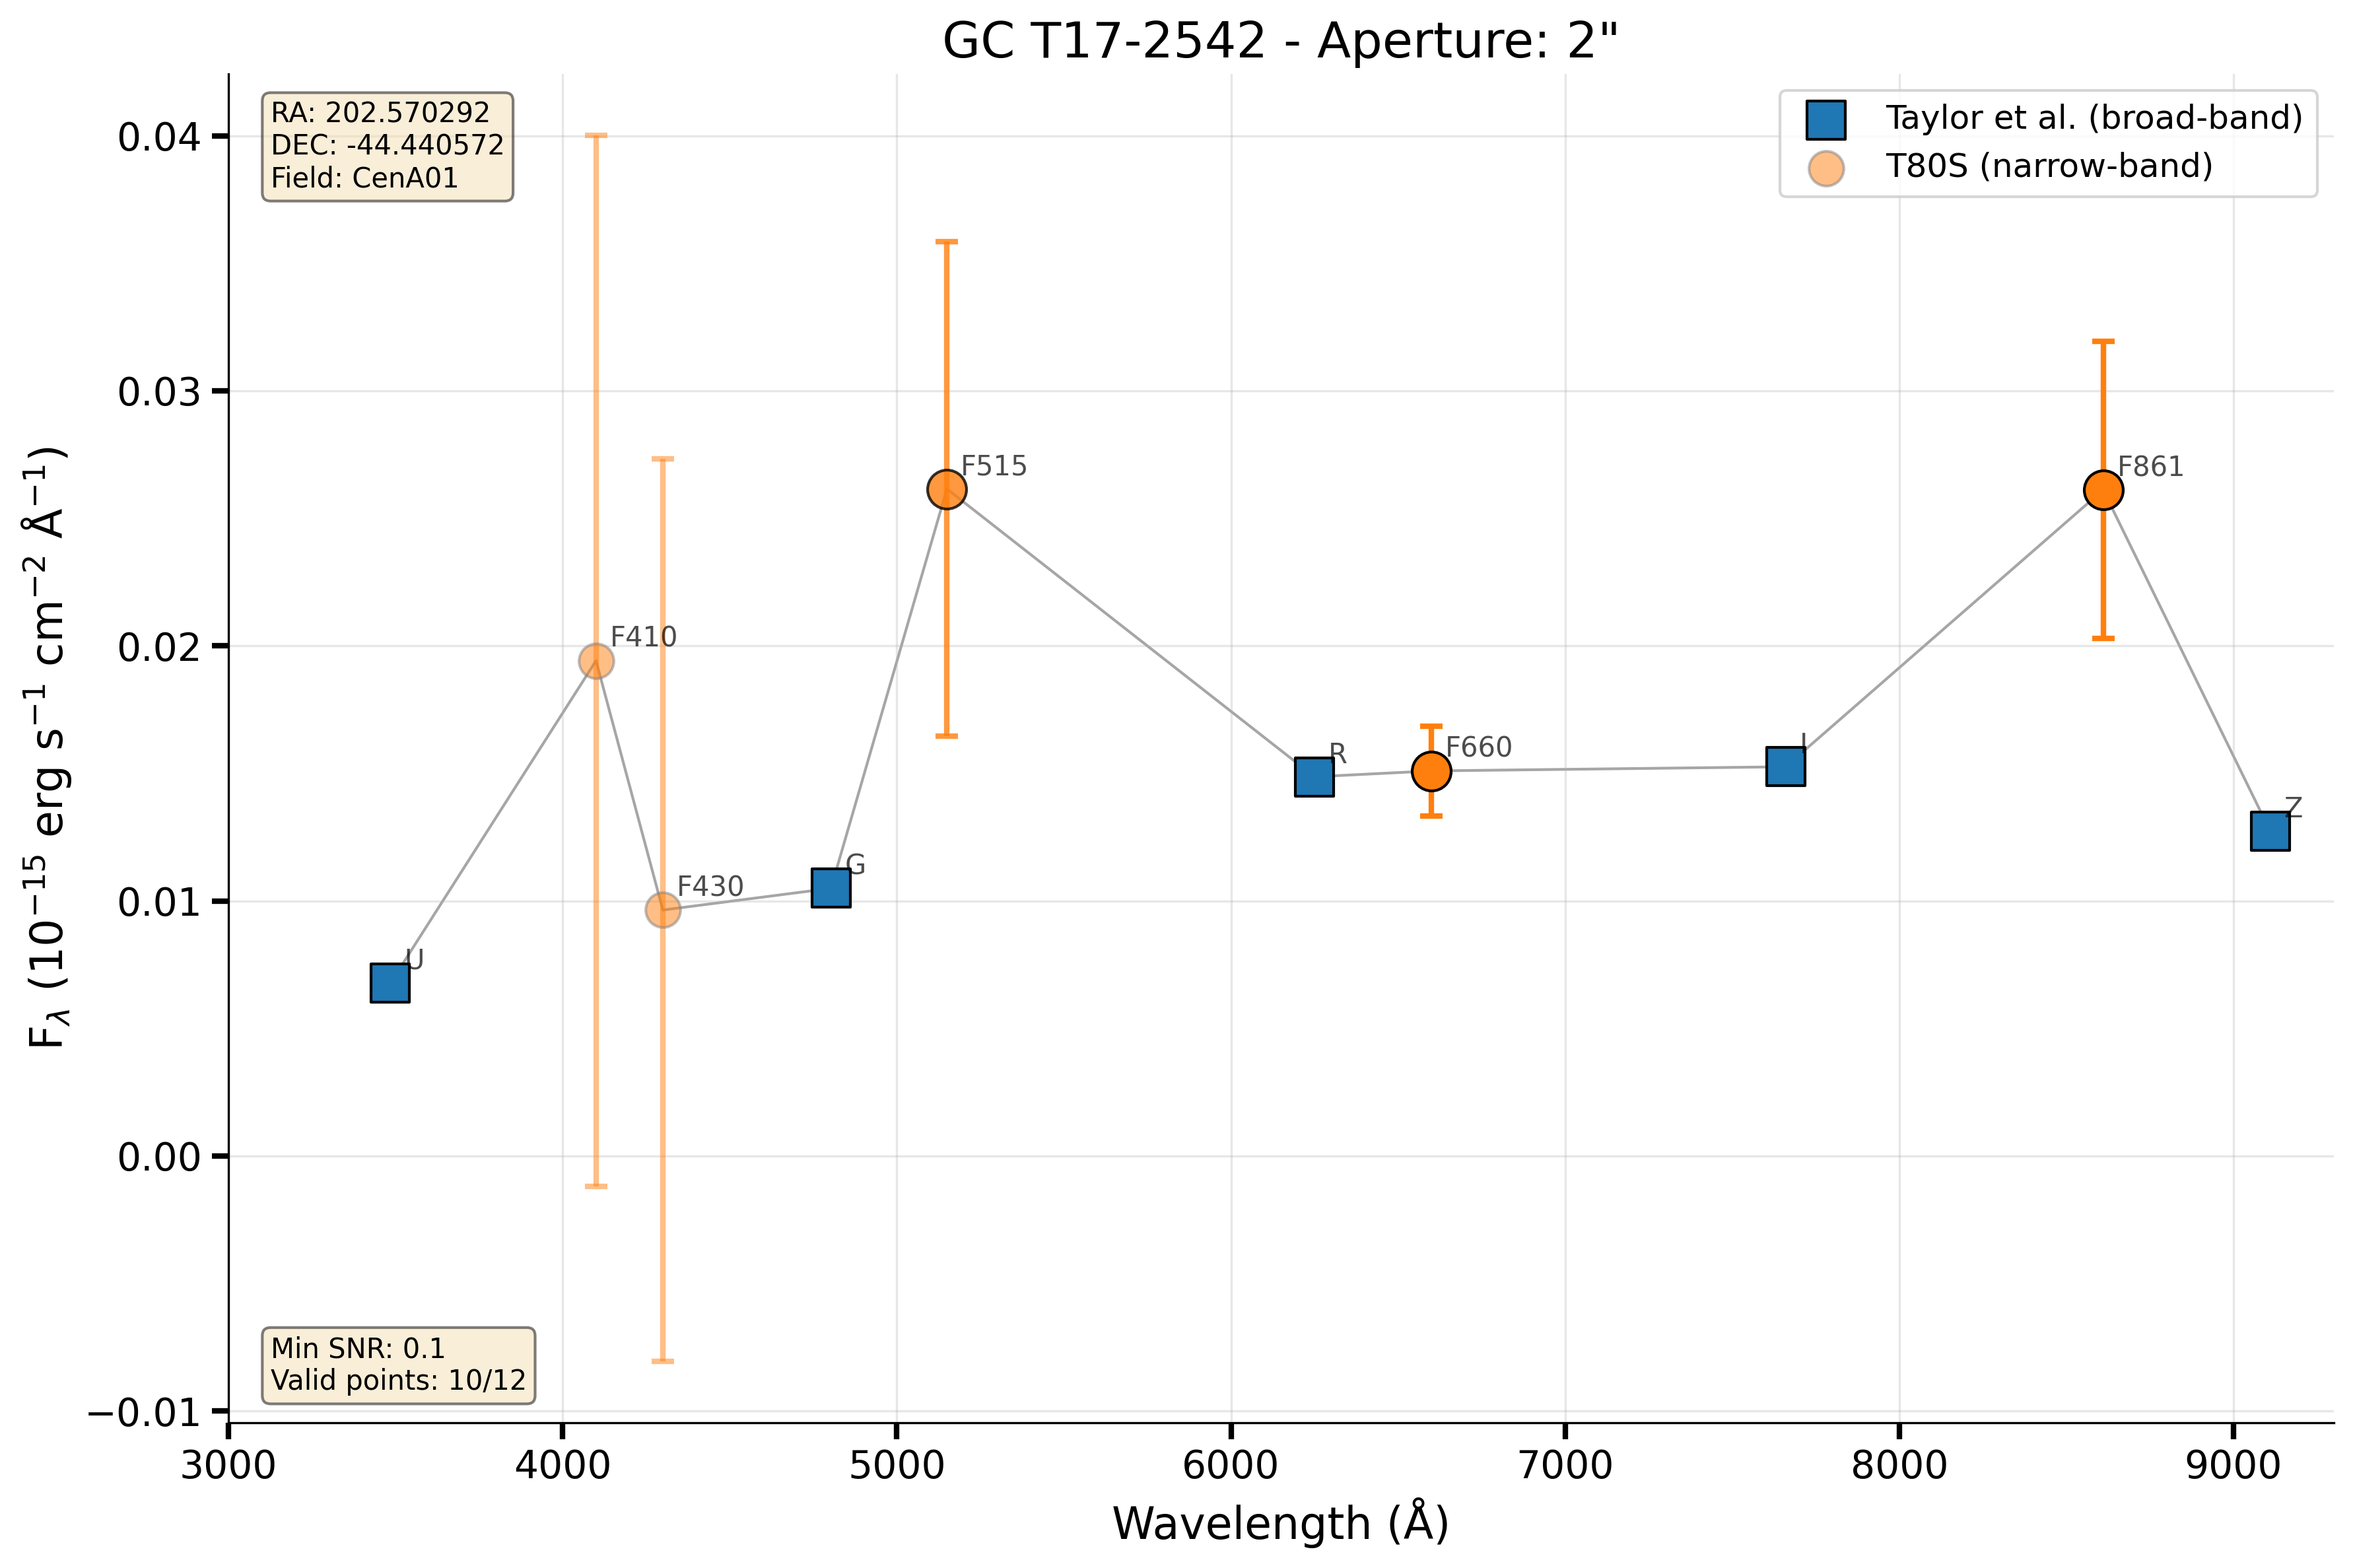 GC T17-2542 - Aperture: 2"
RA: 202.570292
DEC: -44.440572
Field: CenA01
Taylor et al. (broad-band)
T80S (narrow-band)
F$_\lambda$ (10$^{-15}$ erg s$^{-1}$ cm$^{-2}$ Å$^{-1}$)
0.04
0.03
0.02
0.01
0.00
−0.01
U
F410
F430
G
F515
R
F660
I
F861
Z
Min SNR: 0.1
Valid points: 10/12
3000 4000 5000 6000 7000 8000 9000
Wavelength (Å)